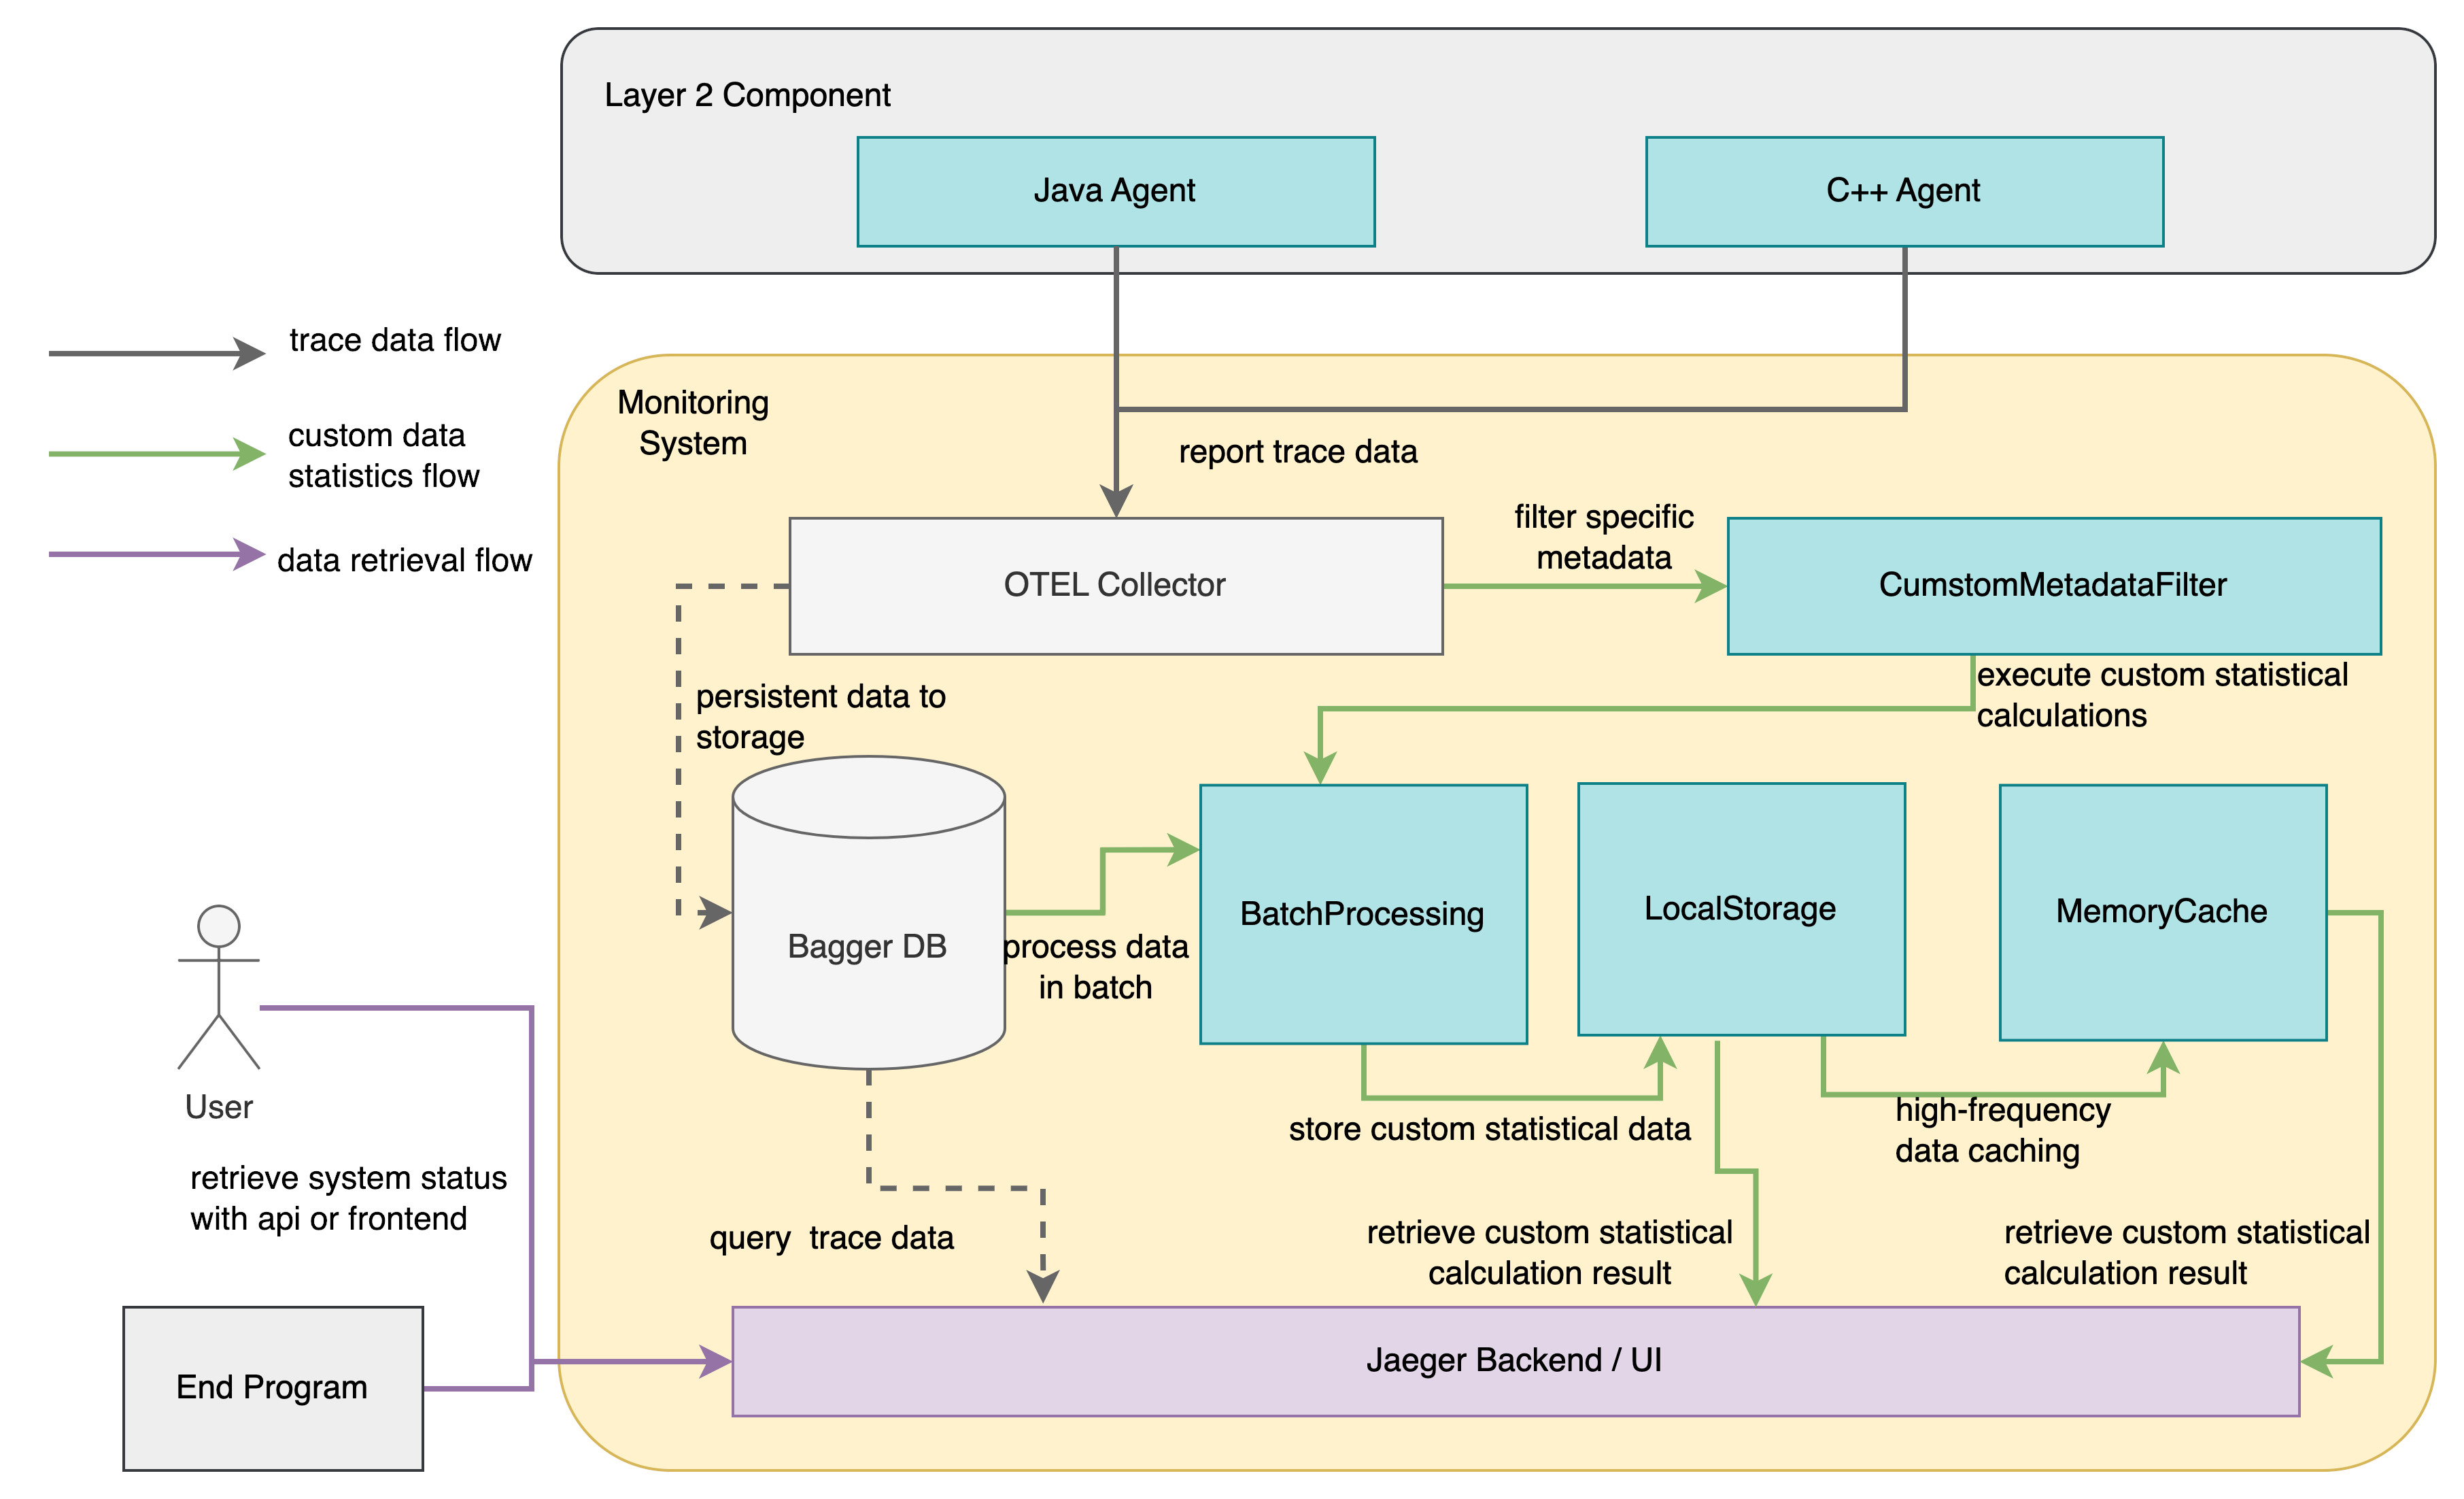 Layer 2 Component
Java Agent
C++ Agent
trace data flow
custom data
statistics flow
data retrieval flow
Monitoring
System
report trace data
OTEL Collector
filter specific
metadata
CumstomMetadataFilter
persistent data to
storage
execute custom statistical
calculations
Bagger DB
process data
in batch
BatchProcessing
LocalStorage
MemoryCache
store custom statistical data
high-frequency
data caching
User
retrieve system status
with api or frontend
query  trace data
retrieve custom statistical
calculation result
retrieve custom statistical
calculation result
End Program
Jaeger Backend / UI